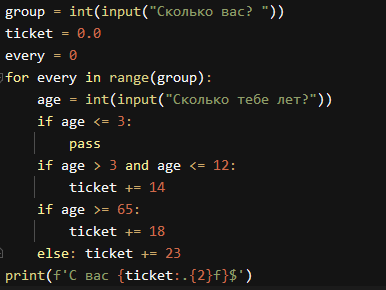 group = int(input("Сколько вас? "))
ticket = 0.0
every = 0
for every in range(group):
    age = int(input("Сколько тебе лет?"))
    if age <= 3:
        pass
    if age > 3 and age <= 12:
        ticket += 14
    if age >= 65:
        ticket += 18
    else: ticket += 23
print(f'С вас {ticket:.{2}f}$')